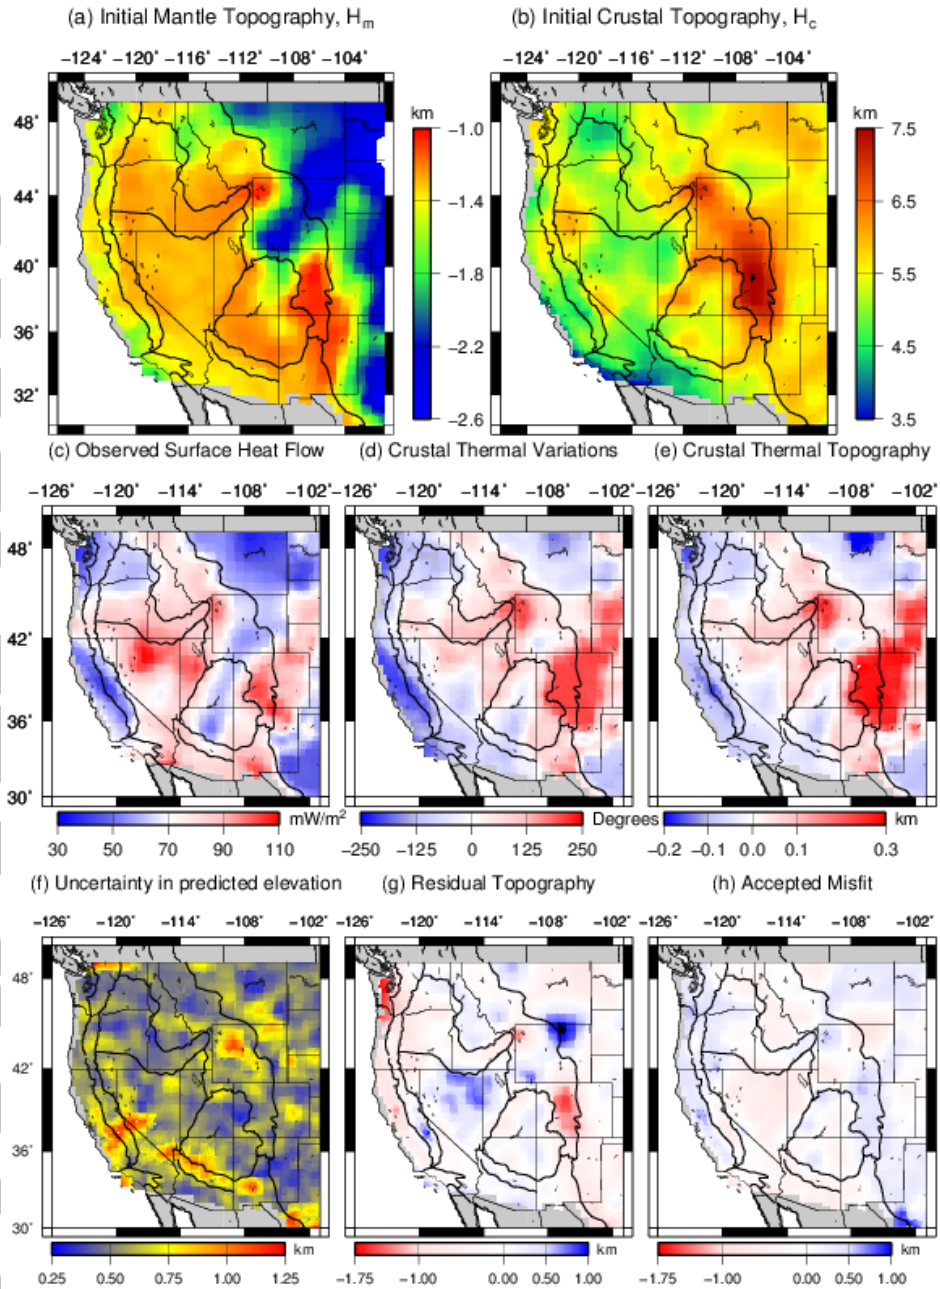 (a) Initial Mantle Topography, Hm (b) Initial Crustal Topography, Hc
−124˚ −120˚ −116˚ −112˚ −108˚ −104˚ −124˚ −120˚ −116˚ −112˚ −108˚ −104˚
km km
48˚ −1.0 7.5
44˚ −1.4 6.5
40˚ −1.8 5.5
36˚ −2.2 4.5
32˚ −2.6 3.5
(c) Observed Surface Heat Flow (d) Crustal Thermal Variations (e) Crustal Thermal Topography
−126˚ −120˚ −114˚ −108˚ −102˚ −126˚ −120˚ −114˚ −108˚ −102˚ −126˚ −120˚ −114˚ −108˚ −102˚
48˚
42˚
36˚
30˚
mW/m² Degrees km
30 50 70 90 110 −250 −125 0 125 250 −0.2 −0.1 0.0 0.1 0.3
(f) Uncertainty in predicted elevation (g) Residual Topography (h) Accepted Misfit
−126˚ −120˚ −114˚ −108˚ −102˚ −126˚ −120˚ −114˚ −108˚ −102˚ −126˚ −120˚ −114˚ −108˚ −102˚
48˚
42˚
36˚
30˚
km km km
0.25 0.50 0.75 1.00 1.25 −1.75 −1.00 0.00 0.50 1.00 −1.75 −1.00 0.00 0.50 1.00